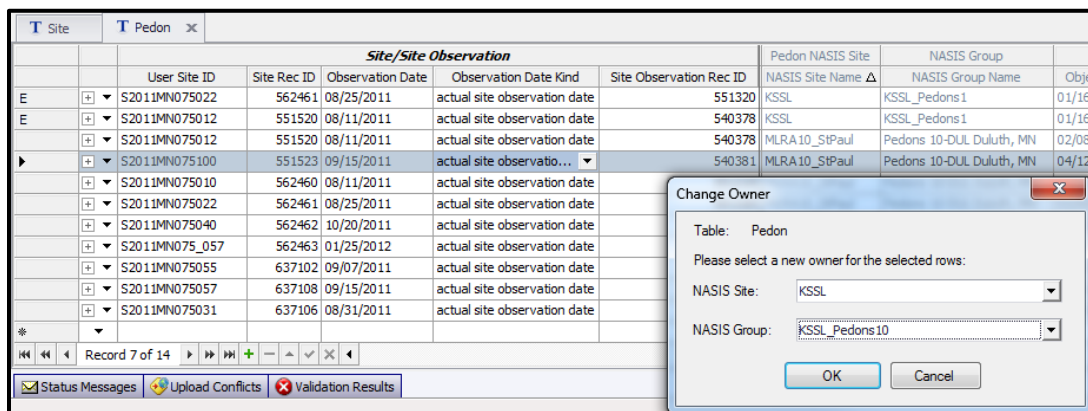 T Site T Pedon
Site/Site Observation Pedon NASIS Site NASIS Group
User Site ID Site Rec ID Observation Date Observation Date Kind Site Observation Rec ID NASIS Site Name NASIS Group Name
E S2011MN075022 562461 08/25/2011 actual site observation date 551320 KSSL KSSL_Pedons1 01/16
E S2011MN075012 551520 08/11/2011 actual site observation date 540378 KSSL KSSL_Pedons1 01/16
S2011MN075012 551520 08/11/2011 actual site observation date 540378 MLRA10_StPaul Pedons 10-DUL Duluth, MN 02/08
S2011MN075100 551523 09/15/2011 actual site observatio... 540381 MLRA10_StPaul Pedons 10-DUL Duluth, MN 04/12
S2011MN075010 562460 08/11/2011 actual site observation date
S2011MN075022 562461 08/25/2011 actual site observation date
S2011MN075040 562462 10/20/2011 actual site observation date
S2011MN075_057 562463 01/25/2012 actual site observation date
S2011MN075055 637102 09/07/2011 actual site observation date
S2011MN075057 637108 09/15/2011 actual site observation date
S2011MN075031 637106 08/31/2011 actual site observation date
Record 7 of 14
Status Messages Upload Conflicts Validation Results
Change Owner
Table: Pedon
Please select a new owner for the selected rows:
NASIS Site: KSSL
NASIS Group: KSSL_Pedons10
OK Cancel